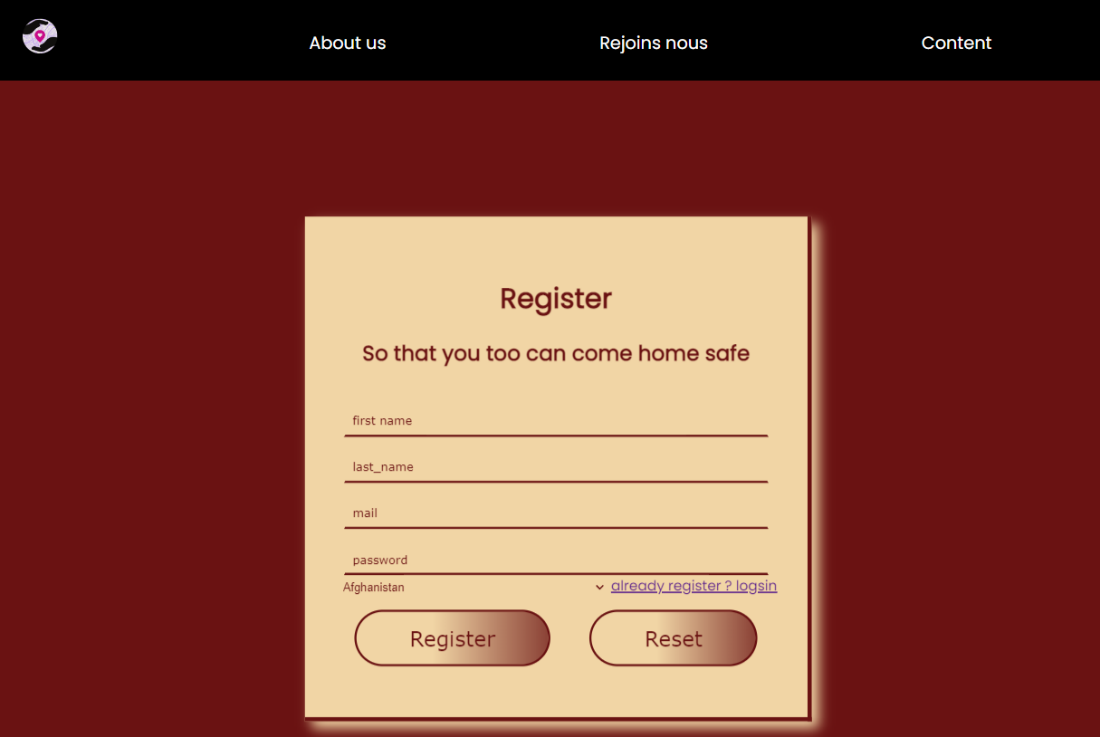 About us
Rejoins nous
Content
Register
So that you too can come home safe
first name
last_name
mail
password
Afghanistan
already register ? logsin
Register
Reset